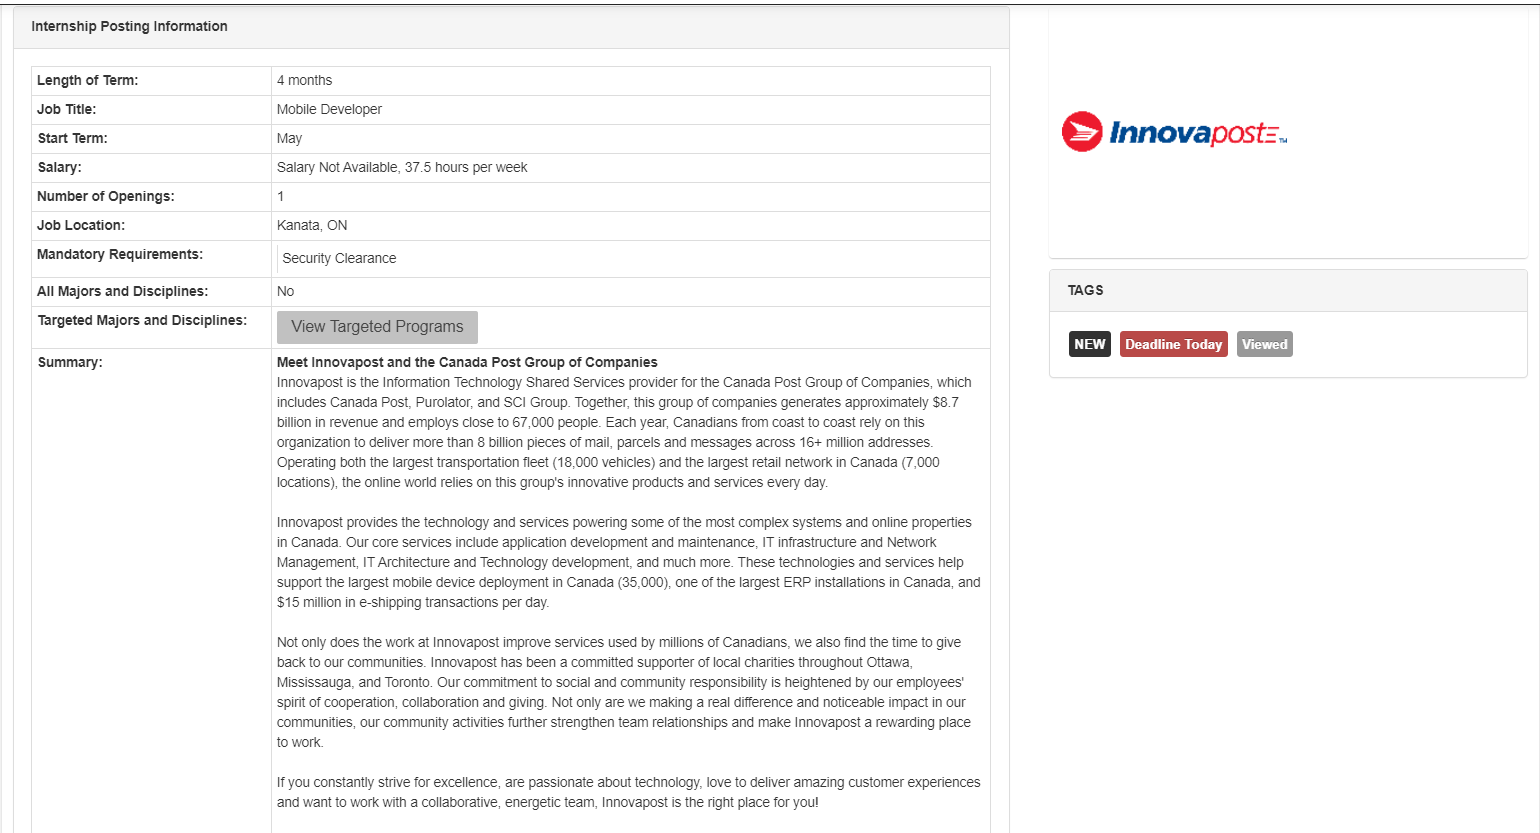 Internship Posting Information
Length of Term: 4 months
Job Title: Mobile Developer
Start Term: May
Salary: Salary Not Available, 37.5 hours per week
Number of Openings: 1
Job Location: Kanata, ON
Mandatory Requirements: Security Clearance
All Majors and Disciplines: No
Targeted Majors and Disciplines: View Targeted Programs
Summary: Meet Innovapost and the Canada Post Group of Companies
Innovapost is the Information Technology Shared Services provider for the Canada Post Group of Companies, which
includes Canada Post, Purolator, and SCI Group. Together, this group of companies generates approximately $8.7
billion in revenue and employs close to 67,000 people. Each year, Canadians from coast to coast rely on this
organization to deliver more than 8 billion pieces of mail, parcels and messages across 16+ million addresses.
Operating both the largest transportation fleet (18,000 vehicles) and the largest retail network in Canada (7,000
locations), the online world relies on this group's innovative products and services every day.
Innovapost provides the technology and services powering some of the most complex systems and online properties
in Canada. Our core services include application development and maintenance, IT infrastructure and Network
Management, IT Architecture and Technology development, and much more. These technologies and services help
support the largest mobile device deployment in Canada (35,000), one of the largest ERP installations in Canada, and
$15 million in e-shipping transactions per day.
Not only does the work at Innovapost improve services used by millions of Canadians, we also find the time to give
back to our communities. Innovapost has been a committed supporter of local charities throughout Ottawa,
Mississauga, and Toronto. Our commitment to social and community responsibility is heightened by our employees'
spirit of cooperation, collaboration and giving. Not only are we making a real difference and noticeable impact in our
communities, our community activities further strengthen team relationships and make Innovapost a rewarding place
to work.
If you constantly strive for excellence, are passionate about technology, love to deliver amazing customer experiences
and want to work with a collaborative, energetic team, Innovapost is the right place for you!
Innovaposte™
TAGS
NEW Deadline Today Viewed